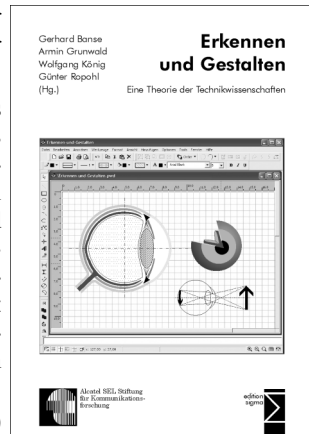 Gerhard Banse
Armin Grunwald
Wolfgang König
Günter Ropohl
(Hg.)
Erkennen
und Gestalten
Eine Theorie der Technikwissenschaften
Erkennen und Gestalten
Erkennen und Gestalten.gvnt
Alcatel SEL Stiftung
für Kommunikations-
forschung
edition
sigma